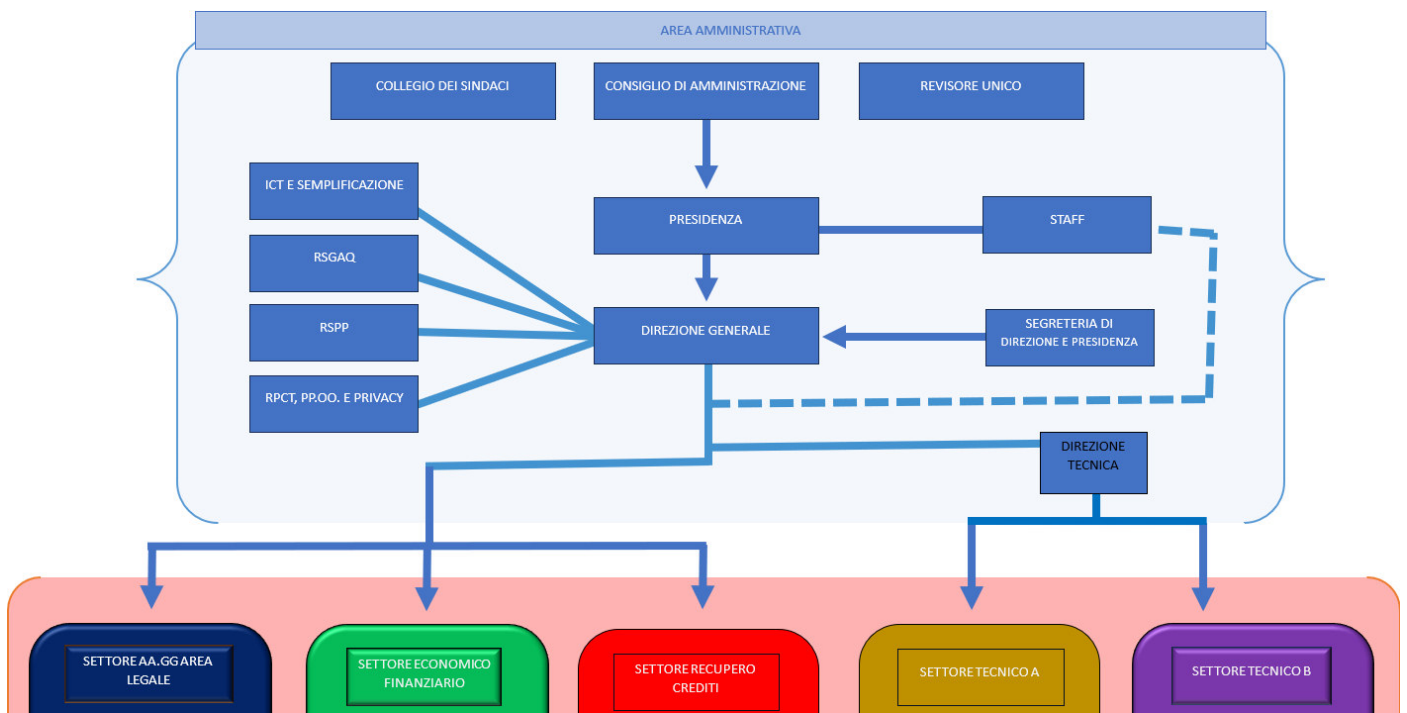 AREA AMMINISTRATIVA
COLLEGIO DEI SINDACI
CONSIGLIO DI AMMINISTRAZIONE
REVISORE UNICO
ICT E SEMPLIFICAZIONE
PRESIDENZA
STAFF
RSGAQ
RSPP
DIREZIONE GENERALE
SEGRETERIA DI
DIREZIONE E PRESIDENZA
RPCT, PP.OO. E PRIVACY
DIREZIONE
TECNICA
SETTORE AA.GG AREA
LEGALE
SETTORE ECONOMICO
FINANZIARIO
SETTORE RECUPERO
CREDITI
SETTORE TECNICO A
SETTORE TECNICO B